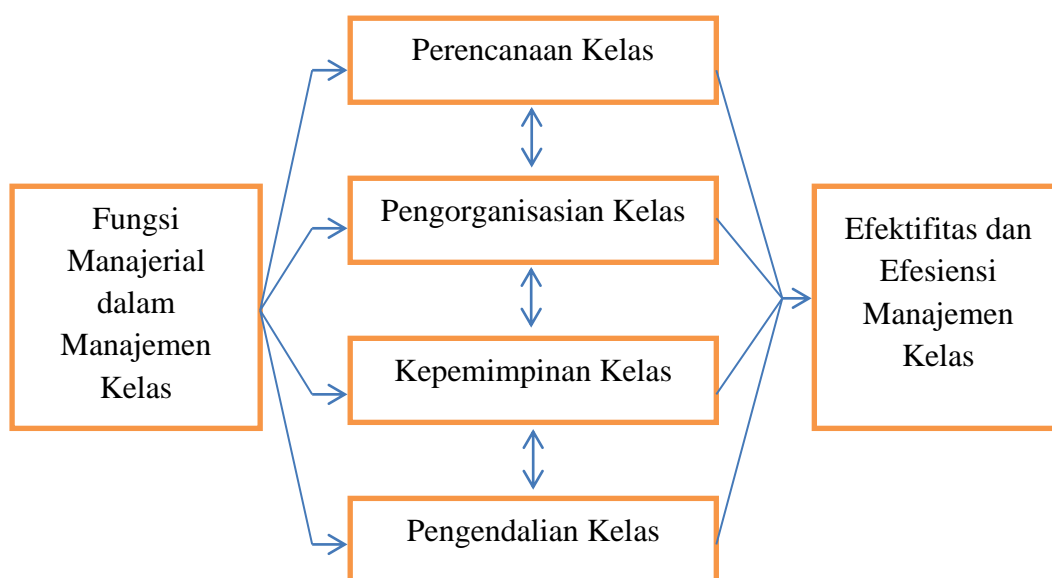 Fungsi
Manajerial
dalam
Manajemen
Kelas
Perencanaan Kelas
Pengorganisasian Kelas
Kepemimpinan Kelas
Pengendalian Kelas
Efektifitas dan
Efesiensi
Manajemen
Kelas